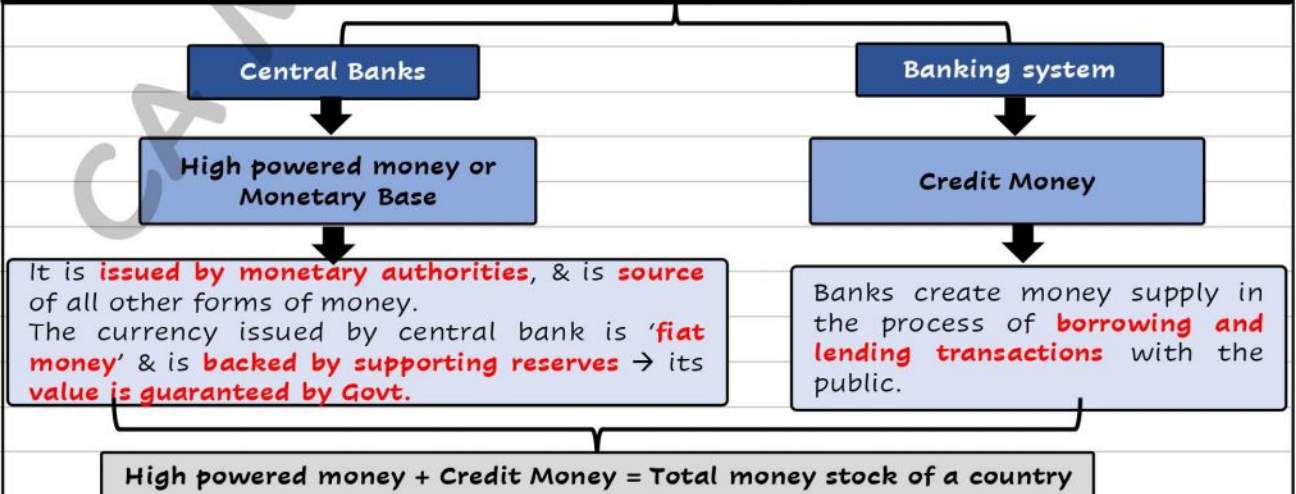 Central Banks
Banking system
High powered money or
Monetary Base
Credit Money
It is issued by monetary authorities, & is source
of all other forms of money.
The currency issued by central bank is ‘fiat
money’ & is backed by supporting reserves → its
value is guaranteed by Govt.
Banks create money supply in
the process of borrowing and
lending transactions with the
public.
High powered money + Credit Money = Total money stock of a country
CA